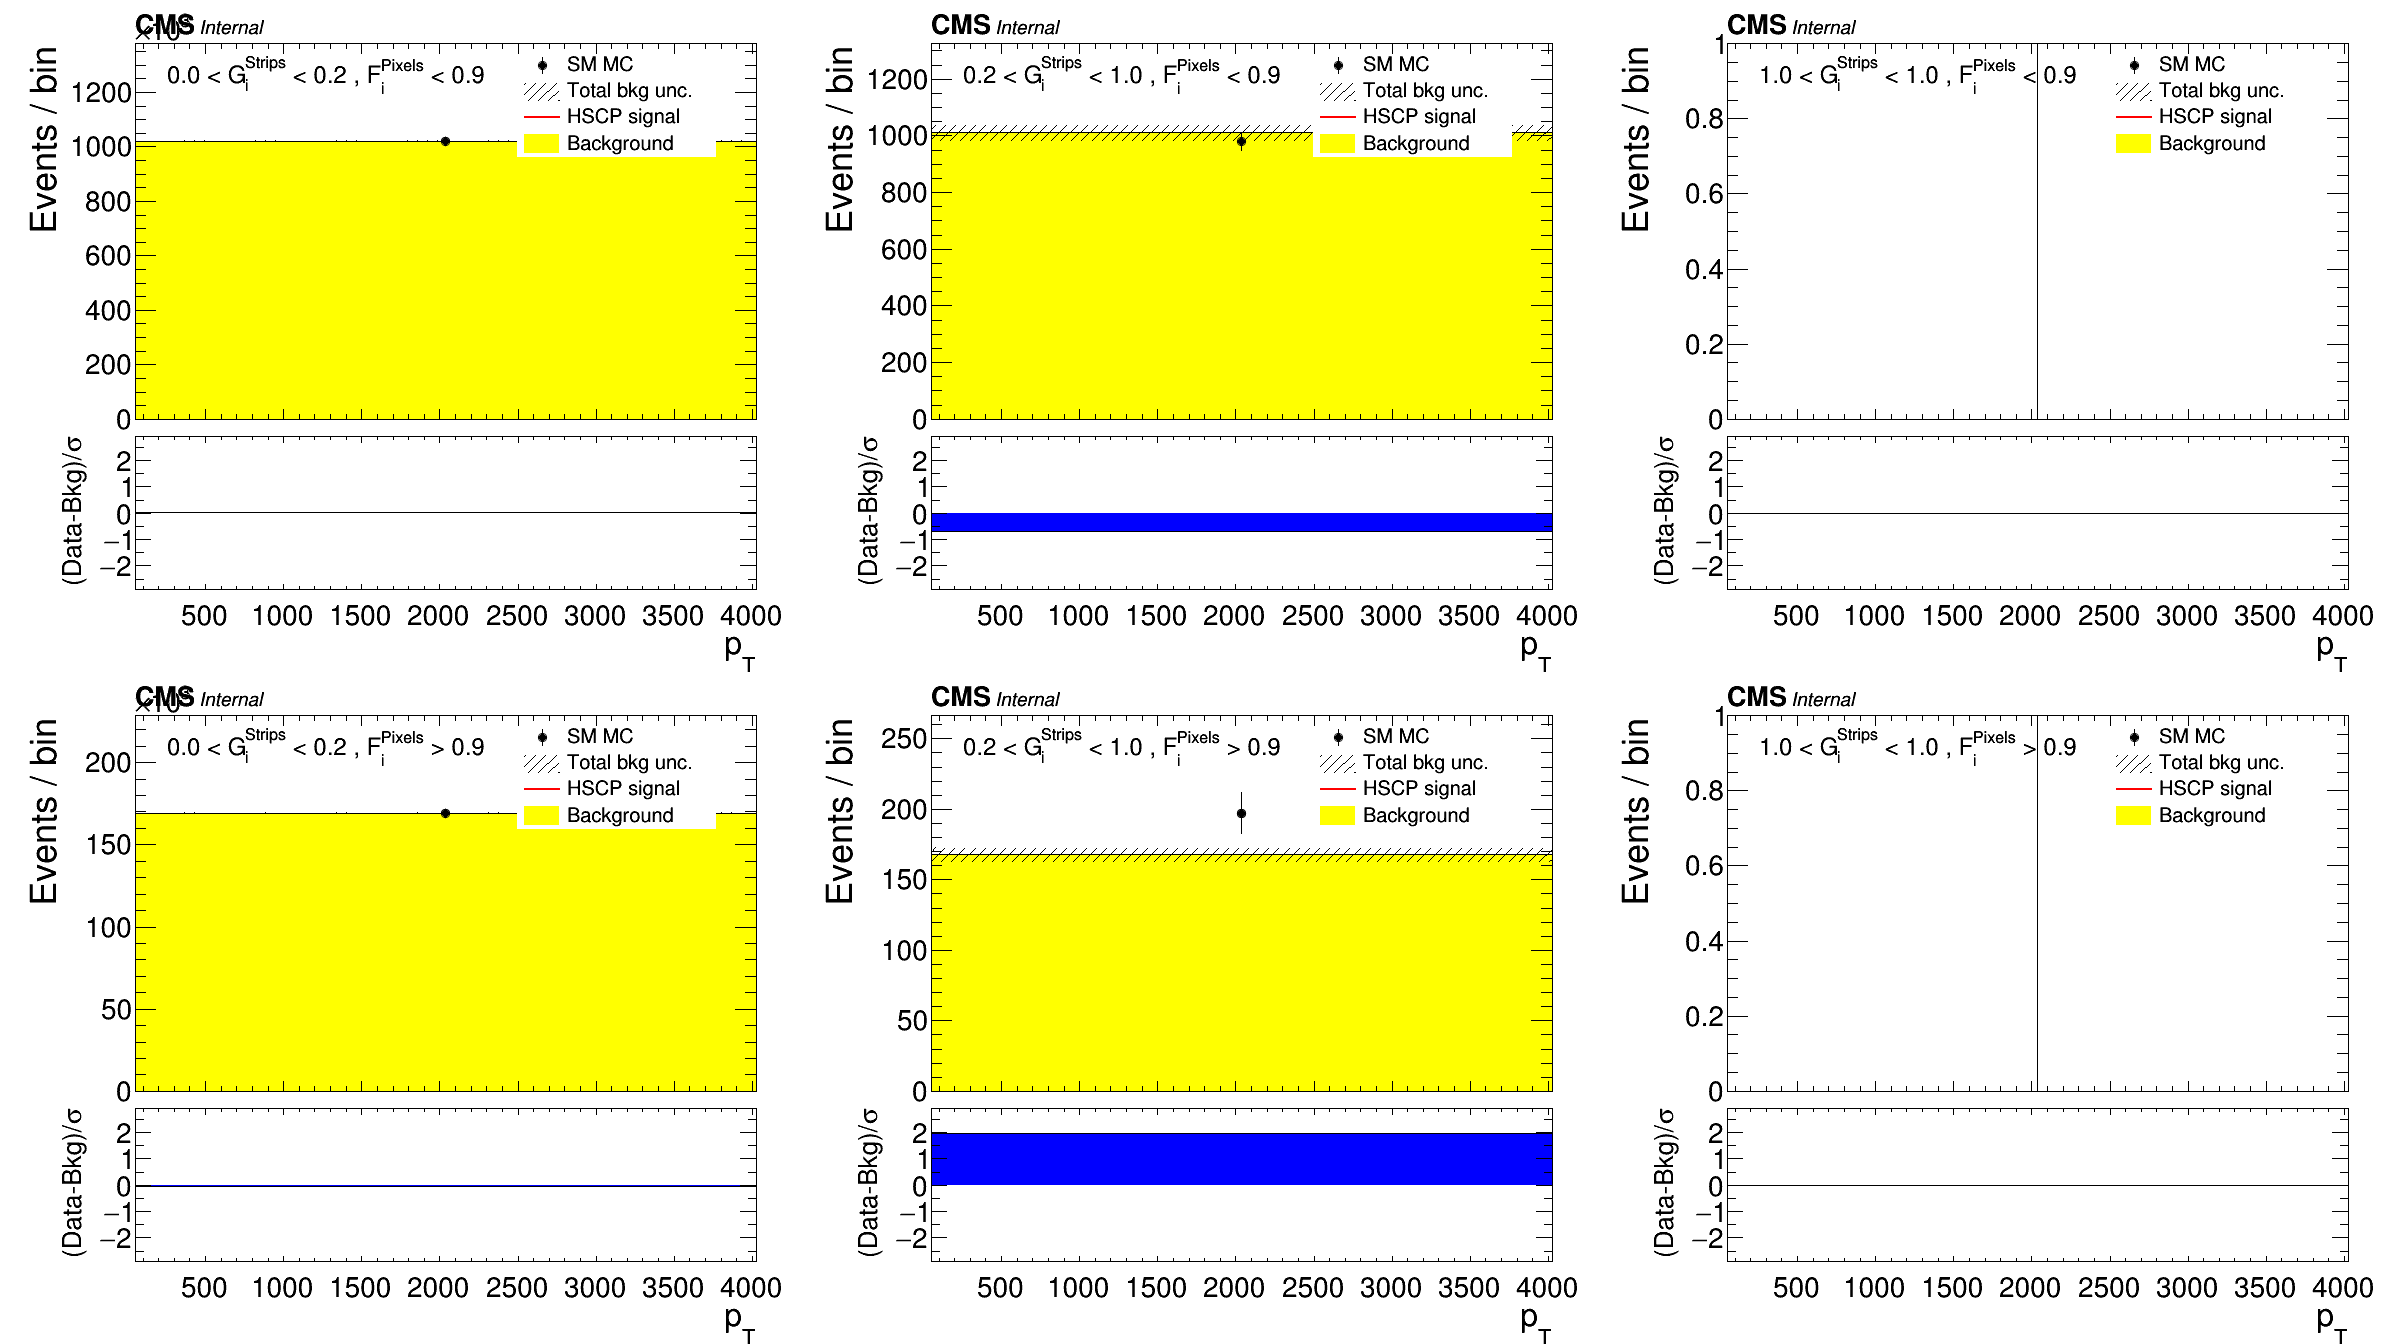 CMS Internal
0.0 < G_i^Strips < 0.2 , F_i^Pixels < 0.9
SM MC
Total bkg unc.
HSCP signal
Background
Events / bin
1200
1000
800
600
400
200
0
(Data-Bkg)/σ
2
1
0
−1
−2
500 1000 1500 2000 2500 3000 3500 4000
p_T
CMS Internal
0.2 < G_i^Strips < 1.0 , F_i^Pixels < 0.9
SM MC
Total bkg unc.
HSCP signal
Background
Events / bin
1200
1000
800
600
400
200
0
(Data-Bkg)/σ
2
1
0
−1
−2
500 1000 1500 2000 2500 3000 3500 4000
p_T
CMS Internal
1.0 < G_i^Strips < 1.0 , F_i^Pixels < 0.9
SM MC
Total bkg unc.
HSCP signal
Background
Events / bin
1
0.8
0.6
0.4
0.2
0
(Data-Bkg)/σ
2
1
0
−1
−2
500 1000 1500 2000 2500 3000 3500 4000
p_T
CMS Internal
0.0 < G_i^Strips < 0.2 , F_i^Pixels > 0.9
SM MC
Total bkg unc.
HSCP signal
Background
Events / bin
200
150
100
50
0
(Data-Bkg)/σ
2
1
0
−1
−2
500 1000 1500 2000 2500 3000 3500 4000
p_T
CMS Internal
0.2 < G_i^Strips < 1.0 , F_i^Pixels > 0.9
SM MC
Total bkg unc.
HSCP signal
Background
Events / bin
250
200
150
100
50
0
(Data-Bkg)/σ
2
1
0
−1
−2
500 1000 1500 2000 2500 3000 3500 4000
p_T
CMS Internal
1.0 < G_i^Strips < 1.0 , F_i^Pixels > 0.9
SM MC
Total bkg unc.
HSCP signal
Background
Events / bin
1
0.8
0.6
0.4
0.2
0
(Data-Bkg)/σ
2
1
0
−1
−2
500 1000 1500 2000 2500 3000 3500 4000
p_T